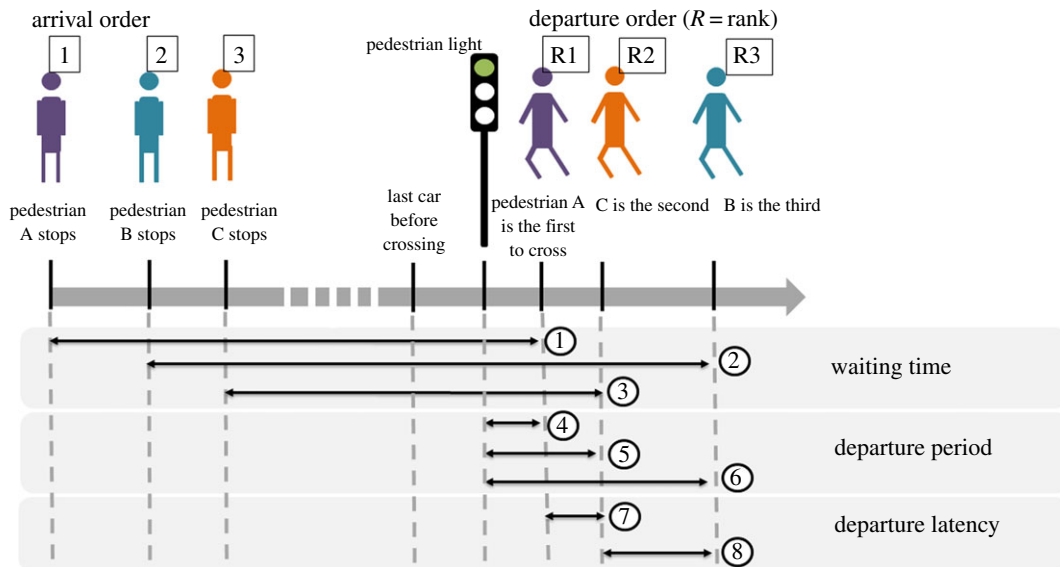 arrival order
departure order (R = rank)
1
2
3
pedestrian light
R1
R2
R3
pedestrian
A stops
pedestrian
B stops
pedestrian
C stops
last car
before
crossing
pedestrian A
is the first
to cross
C is the second
B is the third
1
2
waiting time
3
4
5
departure period
6
7
departure latency
8